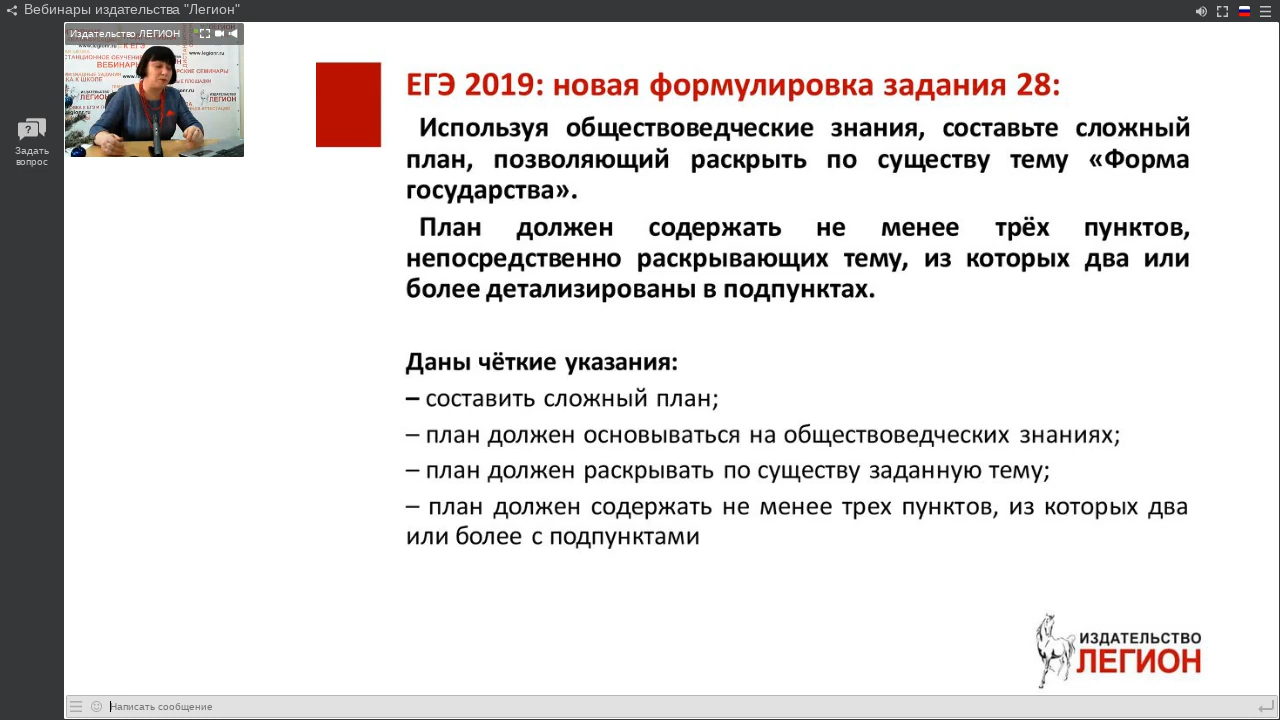 Вебинары издательства "Легион"
Издательство ЛЕГИОН
Задать
вопрос
ЕГЭ 2019: новая формулировка задания 28:
Используя обществоведческие знания, составьте сложный
план, позволяющий раскрыть по существу тему «Форма
государства».
План должен содержать не менее трёх пунктов,
непосредственно раскрывающих тему, из которых два или
более детализированы в подпунктах.
Даны чёткие указания:
– составить сложный план;
– план должен основываться на обществоведческих знаниях;
– план должен раскрывать по существу заданную тему;
– план должен содержать не менее трех пунктов, из которых два
или более с подпунктами
ИЗДАТЕЛЬСТВО
ЛЕГИОН
Написать сообщение